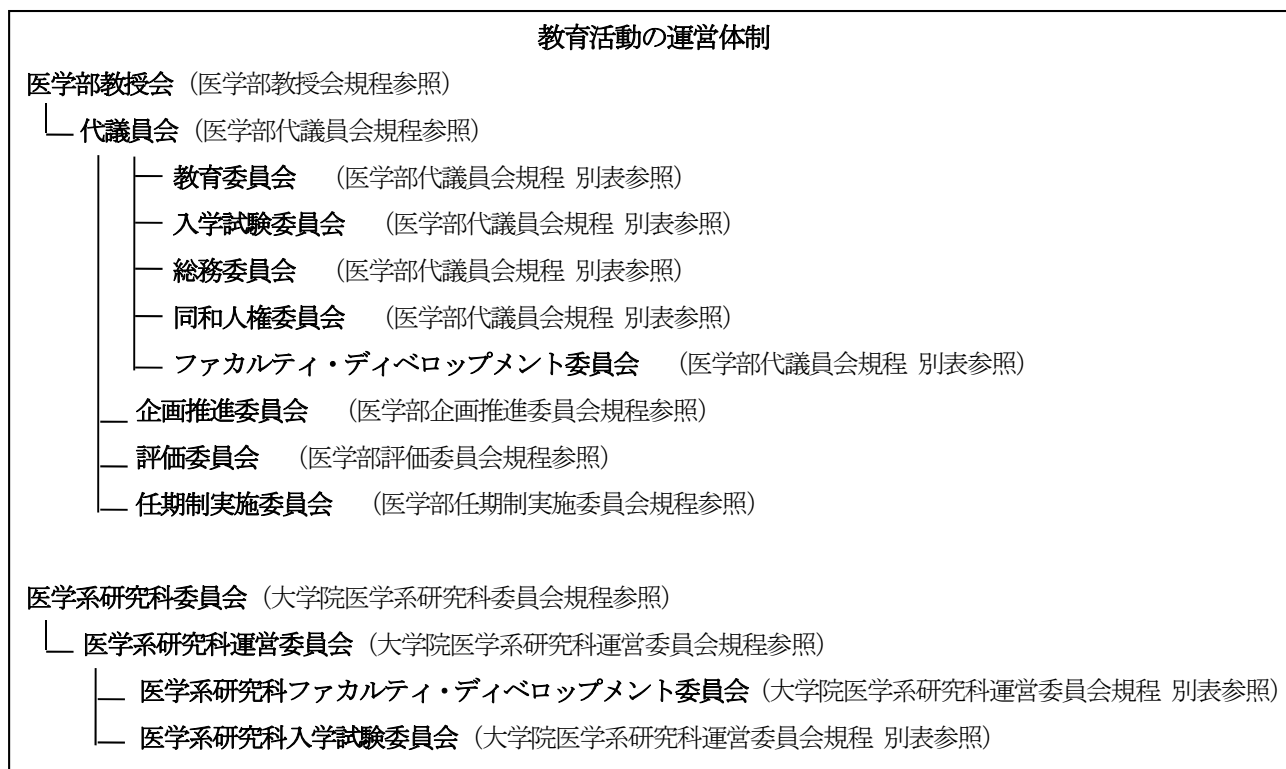 教育活動の運営体制
医学部教授会（医学部教授会規程参照）
代議員会（医学部代議員会規程参照）
教育委員会　（医学部代議員会規程 別表参照）
入学試験委員会　（医学部代議員会規程 別表参照）
総務委員会　（医学部代議員会規程 別表参照）
同和人権委員会　（医学部代議員会規程 別表参照）
ファカルティ・ディベロップメント委員会　（医学部代議員会規程 別表参照）
企画推進委員会　（医学部企画推進委員会規程参照）
評価委員会　（医学部評価委員会規程参照）
任期制実施委員会　（医学部任期制実施委員会規程参照）
医学系研究科委員会（大学院医学系研究科委員会規程参照）
医学系研究科運営委員会（大学院医学系研究科運営委員会規程参照）
医学系研究科ファカルティ・ディベロップメント委員会（大学院医学系研究科運営委員会規程 別表参照）
医学系研究科入学試験委員会（大学院医学系研究科運営委員会規程 別表参照）